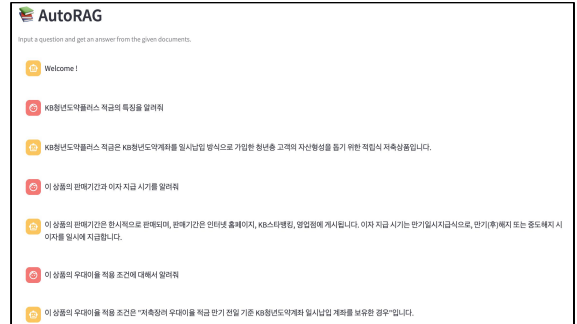 AutoRAG
Input a question and get an answer from the given documents.
Welcome !
KB청년도약플러스 적금의 특징을 알려줘
KB청년도약플러스 적금은 KB청년도약계좌를 일시납입 방식으로 가입한 청년층 고객의 자산형성을 돕기 위한 적립식 저축상품입니다.
이 상품의 판매기간과 이자 지급 시기를 알려줘
이 상품의 판매기간은 한시적으로 판매되며, 판매기간은 인터넷 홈페이지, KB스타뱅킹, 영업점에 게시됩니다. 이자 지급 시기는 만기일시지급식으로, 만기(후)해지 또는 중도해지 시
이자를 일시에 지급합니다.
이 상품의 우대이율 적용 조건에 대해서 알려줘
이 상품의 우대이율 적용 조건은 "저축장려 우대이율 적금 만기 전일 기준 KB청년도약계좌 일시납입 계좌를 보유한 경우"입니다.